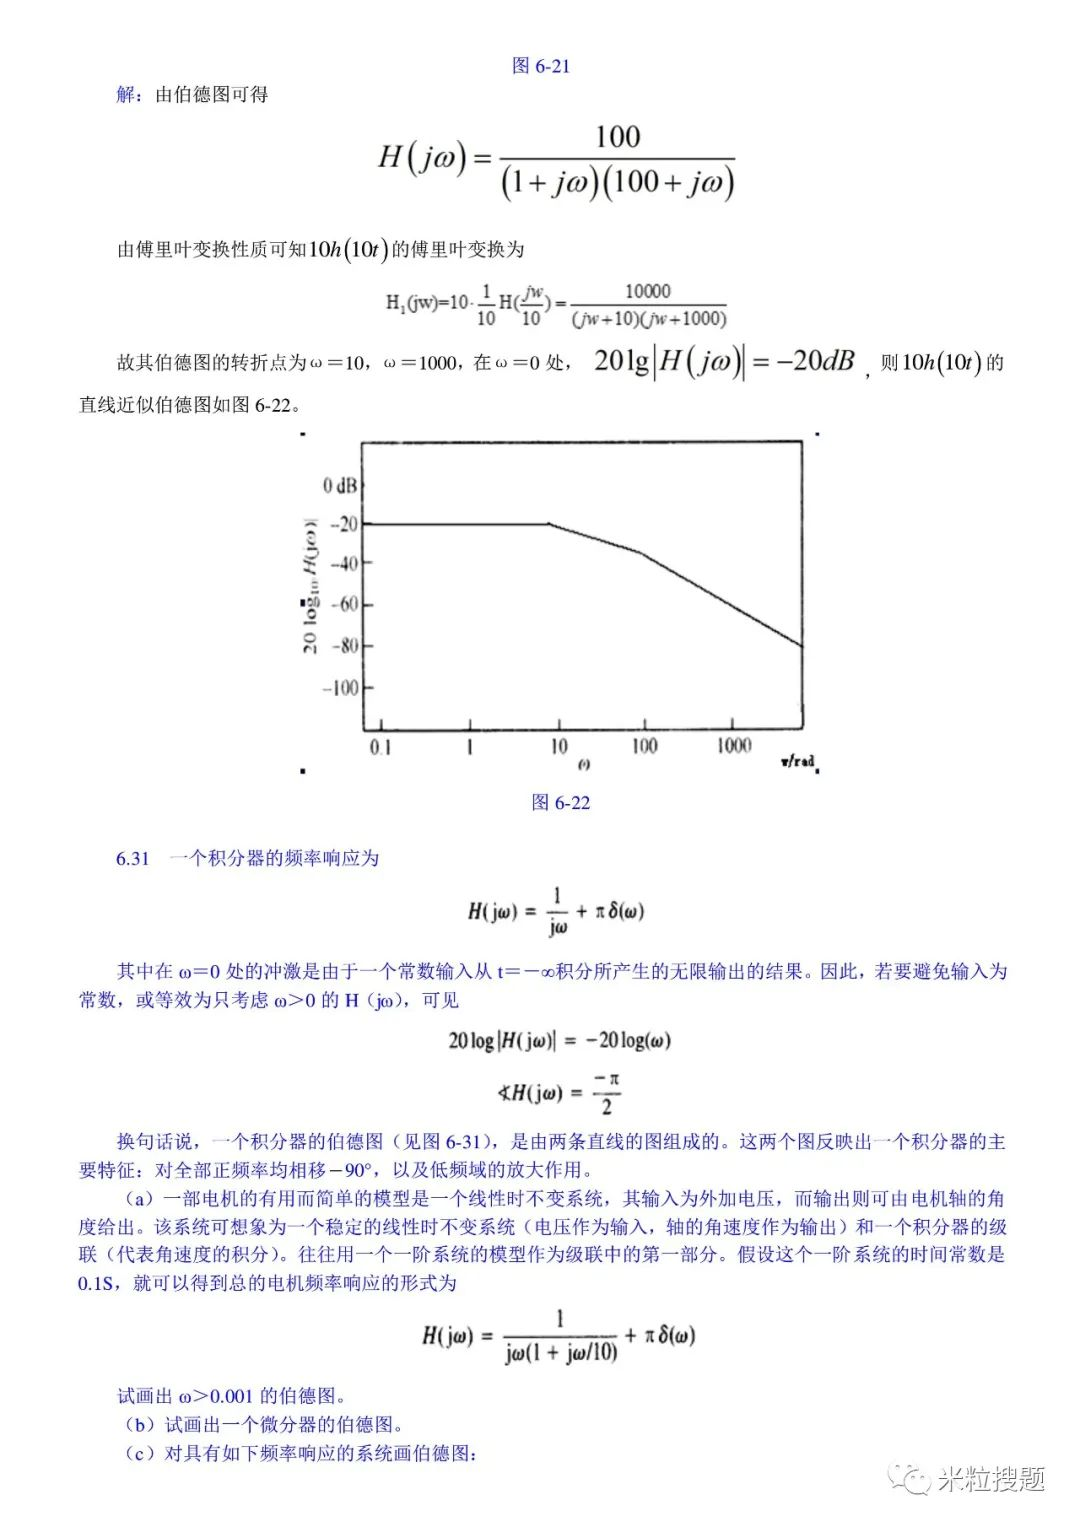 图 6-21
解：由伯德图可得
H(jω) = 100 / (1+jω)(100+jω)
由傅里叶变换性质可知10h(10t)的傅里叶变换为
H₁(jw)=10·1/10 H(jw/10) = 10000 / (jw+10)(jw+1000)
故其伯德图的转折点为ω＝10，ω＝1000，在ω＝0 处， 20lg|H(jω)| = −20dB ，则10h(10t)的
直线近似伯德图如图 6-22。
20 log₁₀|H(jω)|
0 dB
−20
−40
−60
−80
−100
0.1 1 10 100 1000
ω
w/rad
图 6-22
6.31 一个积分器的频率响应为
H(jω) = 1/jω + πδ(ω)
其中在 ω＝0 处的冲激是由于一个常数输入从 t＝－∞积分所产生的无限输出的结果。因此，若要避免输入为
常数，或等效为只考虑 ω＞0 的 H（jω），可见
20log|H(jω)| = −20log(ω)
∢H(jω) = −π/2
换句话说，一个积分器的伯德图（见图 6-31），是由两条直线的图组成的。这两个图反映出一个积分器的主
要特征：对全部正频率均相移－90°，以及低频域的放大作用。
（a）一部电机的有用而简单的模型是一个线性时不变系统，其输入为外加电压，而输出则可由电机轴的角
度给出。该系统可想象为一个稳定的线性时不变系统（电压作为输入，轴的角速度作为输出）和一个积分器的级
联（代表角速度的积分）。往往用一个一阶系统的模型作为级联中的第一部分。假设这个一阶系统的时间常数是
0.1S，就可以得到总的电机频率响应的形式为
H(jω) = 1 / jω(1 + jω/10) + πδ(ω)
试画出 ω＞0.001 的伯德图。
（b）试画出一个微分器的伯德图。
（c）对具有如下频率响应的系统画伯德图：
米粒搜题